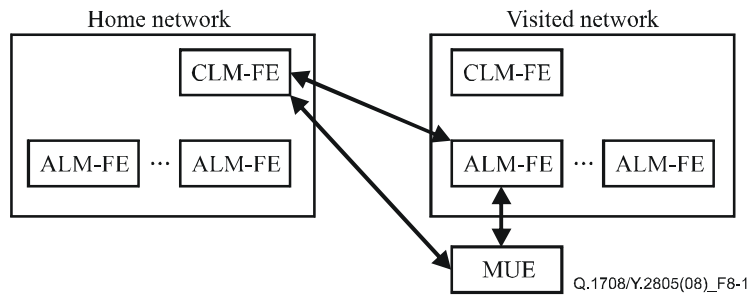 Home network
Visited network
CLM-FE
CLM-FE
ALM-FE ... ALM-FE
ALM-FE ... ALM-FE
MUE
Q.1708/Y.2805(08)_F8-1